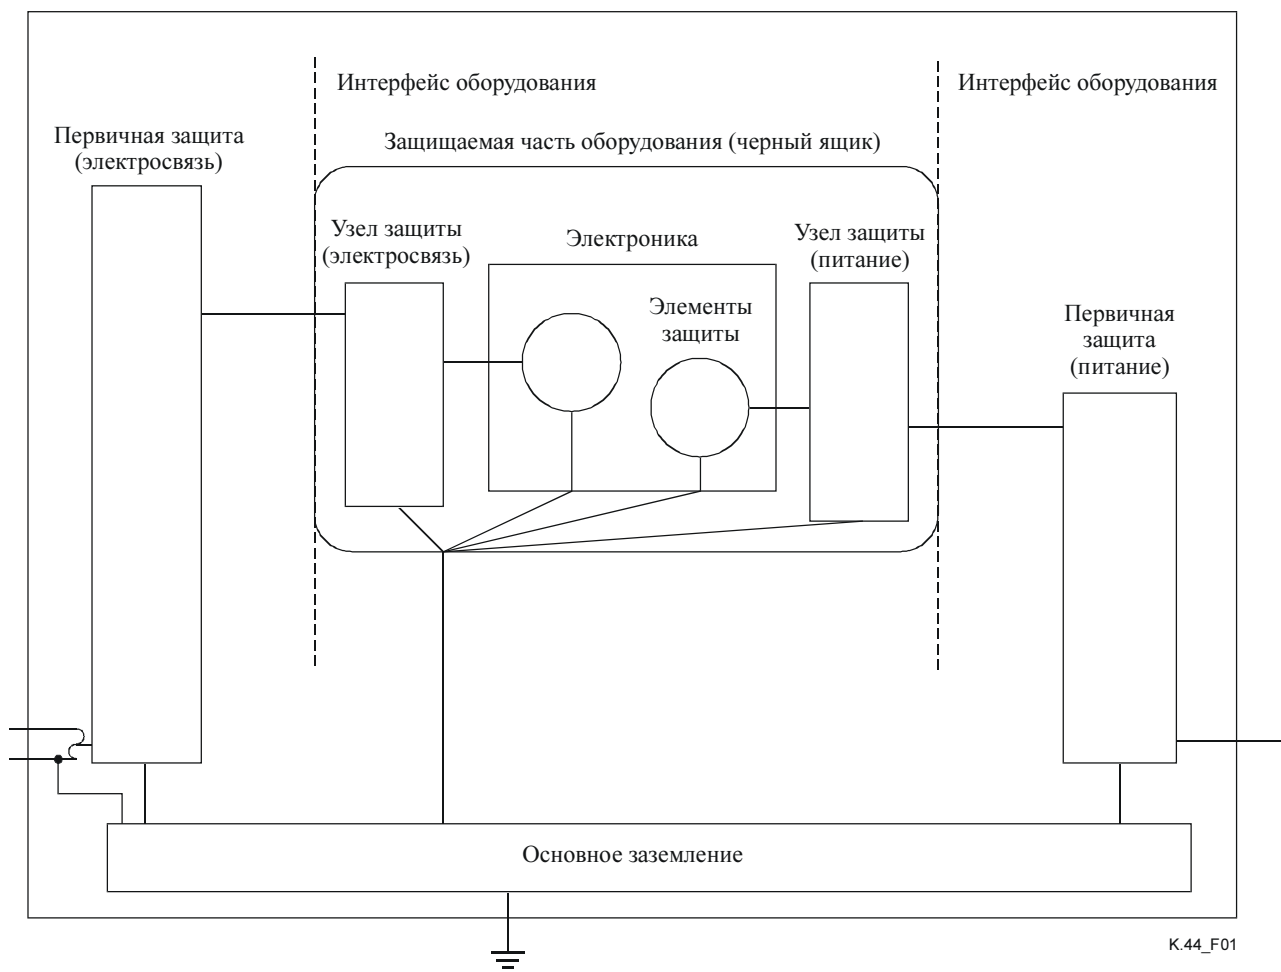 Интерфейс оборудования
Интерфейс оборудования
Первичная защита
(электросвязь)
Защищаемая часть оборудования (черный ящик)
Узел защиты
(электросвязь)
Электроника
Узел защиты
(питание)
Элементы
защиты
Первичная
защита
(питание)
Основное заземление
K.44_F01